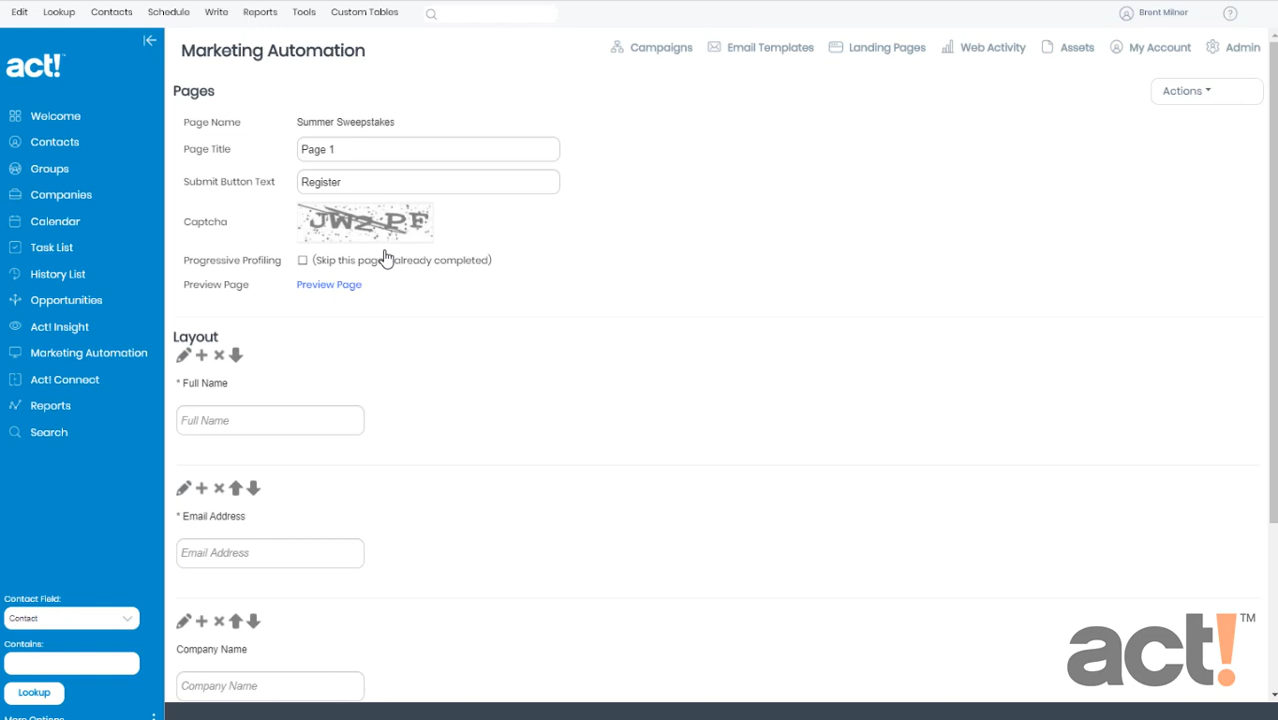 Edit Lookup Contacts Schedule Write Reports Tools Custom Tables Brent Milner ?
act!™
Marketing Automation
Campaigns Email Templates Landing Pages Web Activity Assets My Account Admin
Pages
Actions
Page Name Summer Sweepstakes
Page Title Page 1
Submit Button Text Register
Captcha JWZPF
Progressive Profiling (Skip this page already completed)
Preview Page Preview Page
Welcome
Contacts
Groups
Companies
Calendar
Task List
History List
Opportunities
Act! Insight
Marketing Automation
Act! Connect
Reports
Search
Layout
* Full Name
Full Name
* Email Address
Email Address
Company Name
Company Name
Contact Field:
Contact
Contains:
Lookup
More Options
act!™